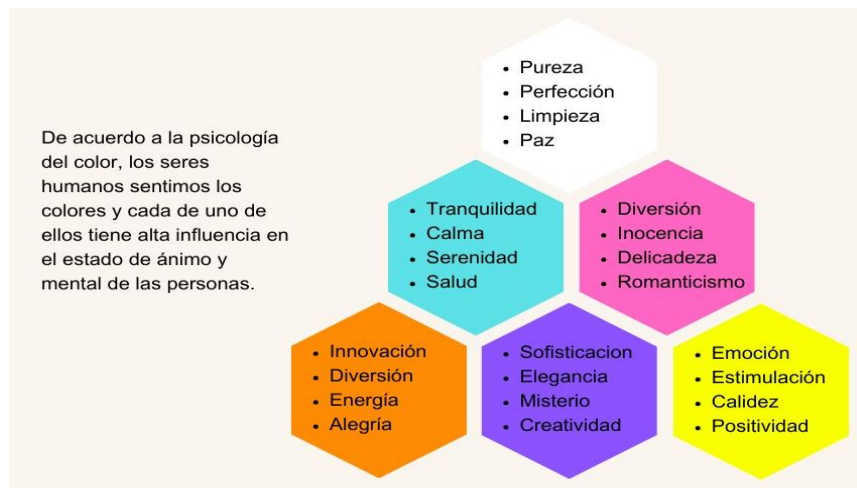 De acuerdo a la psicología
del color, los seres
humanos sentimos los
colores y cada de uno de
ellos tiene alta influencia en
el estado de ánimo y
mental de las personas.
• Pureza
• Perfección
• Limpieza
• Paz
• Tranquilidad
• Calma
• Serenidad
• Salud
• Diversión
• Inocencia
• Delicadeza
• Romanticismo
• Innovación
• Diversión
• Energía
• Alegría
• Sofisticacion
• Elegancia
• Misterio
• Creatividad
• Emoción
• Estimulación
• Calidez
• Positividad